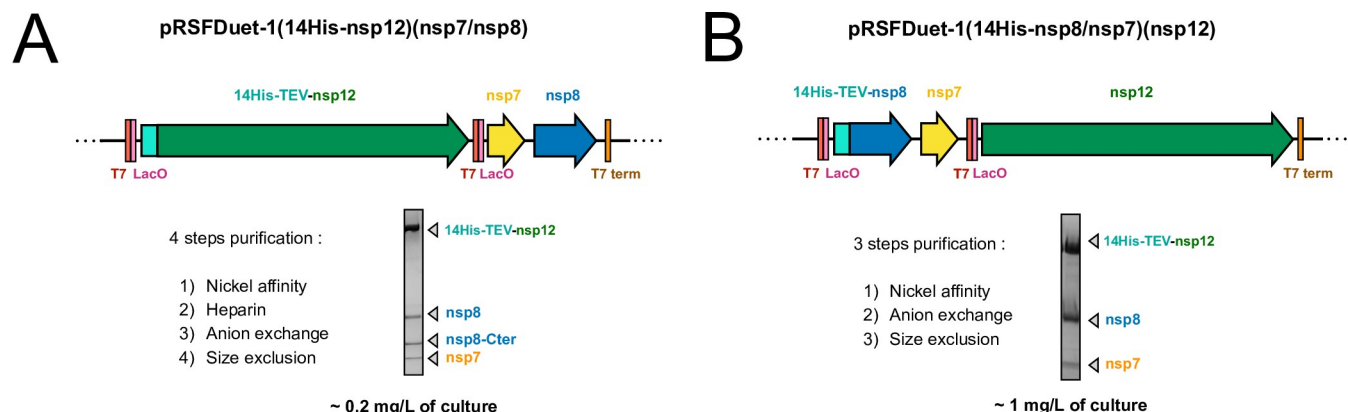 A
pRSFDuet-1(14His-nsp12)(nsp7/nsp8)
14His-TEV-nsp12
nsp7
nsp8
T7 LacO
T7 LacO
T7 term
4 steps purification :
1) Nickel affinity
2) Heparin
3) Anion exchange
4) Size exclusion
14His-TEV-nsp12
nsp8
nsp8-Cter
nsp7
~ 0.2 mg/L of culture
B
pRSFDuet-1(14His-nsp8/nsp7)(nsp12)
14His-TEV-nsp8
nsp7
nsp12
T7 LacO
T7 LacO
T7 term
3 steps purification :
1) Nickel affinity
2) Anion exchange
3) Size exclusion
14His-TEV-nsp12
nsp8
nsp7
~ 1 mg/L of culture